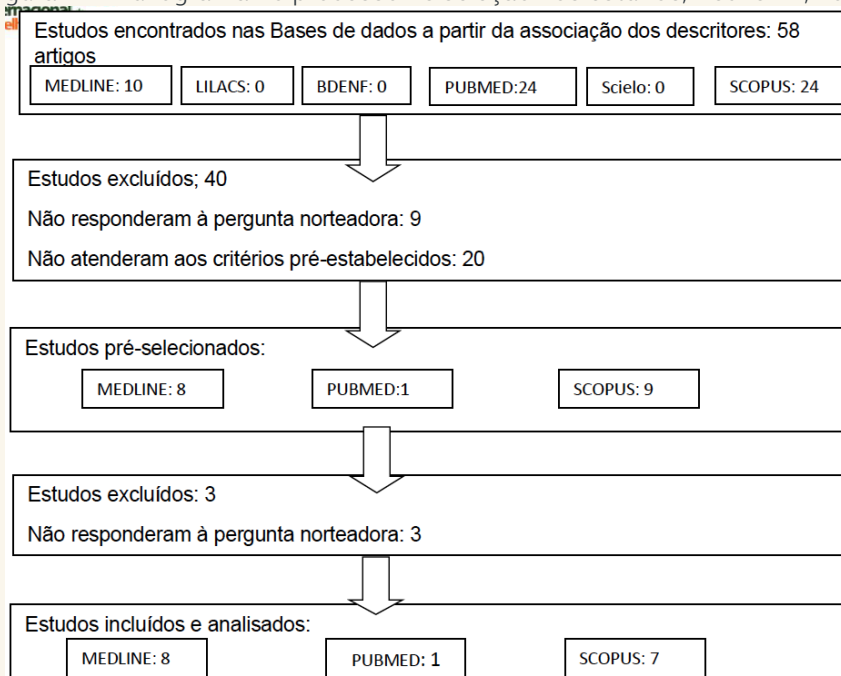 Estudos encontrados nas Bases de dados a partir da associação dos descritores: 58
artigos
MEDLINE: 10
LILACS: 0
BDENF: 0
PUBMED:24
Scielo: 0
SCOPUS: 24
Estudos excluídos; 40
Não responderam à pergunta norteadora: 9
Não atenderam aos critérios pré-estabelecidos: 20
Estudos pré-selecionados:
MEDLINE: 8
PUBMED:1
SCOPUS: 9
Estudos excluídos: 3
Não responderam à pergunta norteadora: 3
Estudos incluídos e analisados:
MEDLINE: 8
PUBMED: 1
SCOPUS: 7